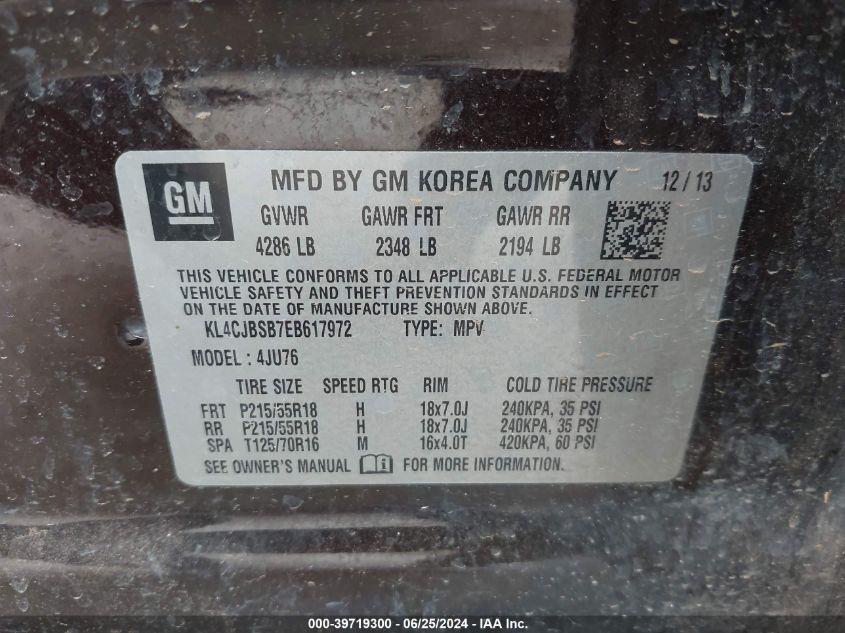 GM
MFD BY GM KOREA COMPANY 12/13
GVWR GAWR FRT GAWR RR
4286 LB 2348 LB 2194 LB
THIS VEHICLE CONFORMS TO ALL APPLICABLE U.S. FEDERAL MOTOR
VEHICLE SAFETY AND THEFT PREVENTION STANDARDS IN EFFECT
ON THE DATE OF MANUFACTURE SHOWN ABOVE.
KL4CJBSB7EB617972 TYPE: MPV
MODEL: 4JU76
TIRE SIZE SPEED RTG RIM COLD TIRE PRESSURE
FRT P215/55R18 H 18x7.0J 240KPA, 35 PSI
RR P215/55R18 H 18x7.0J 240KPA, 35 PSI
SPA T125/70R16 M 16x4.0T 420KPA, 60 PSI
SEE OWNER'S MANUAL i FOR MORE INFORMATION.
000-39719300 - 06/25/2024 - IAAI.com